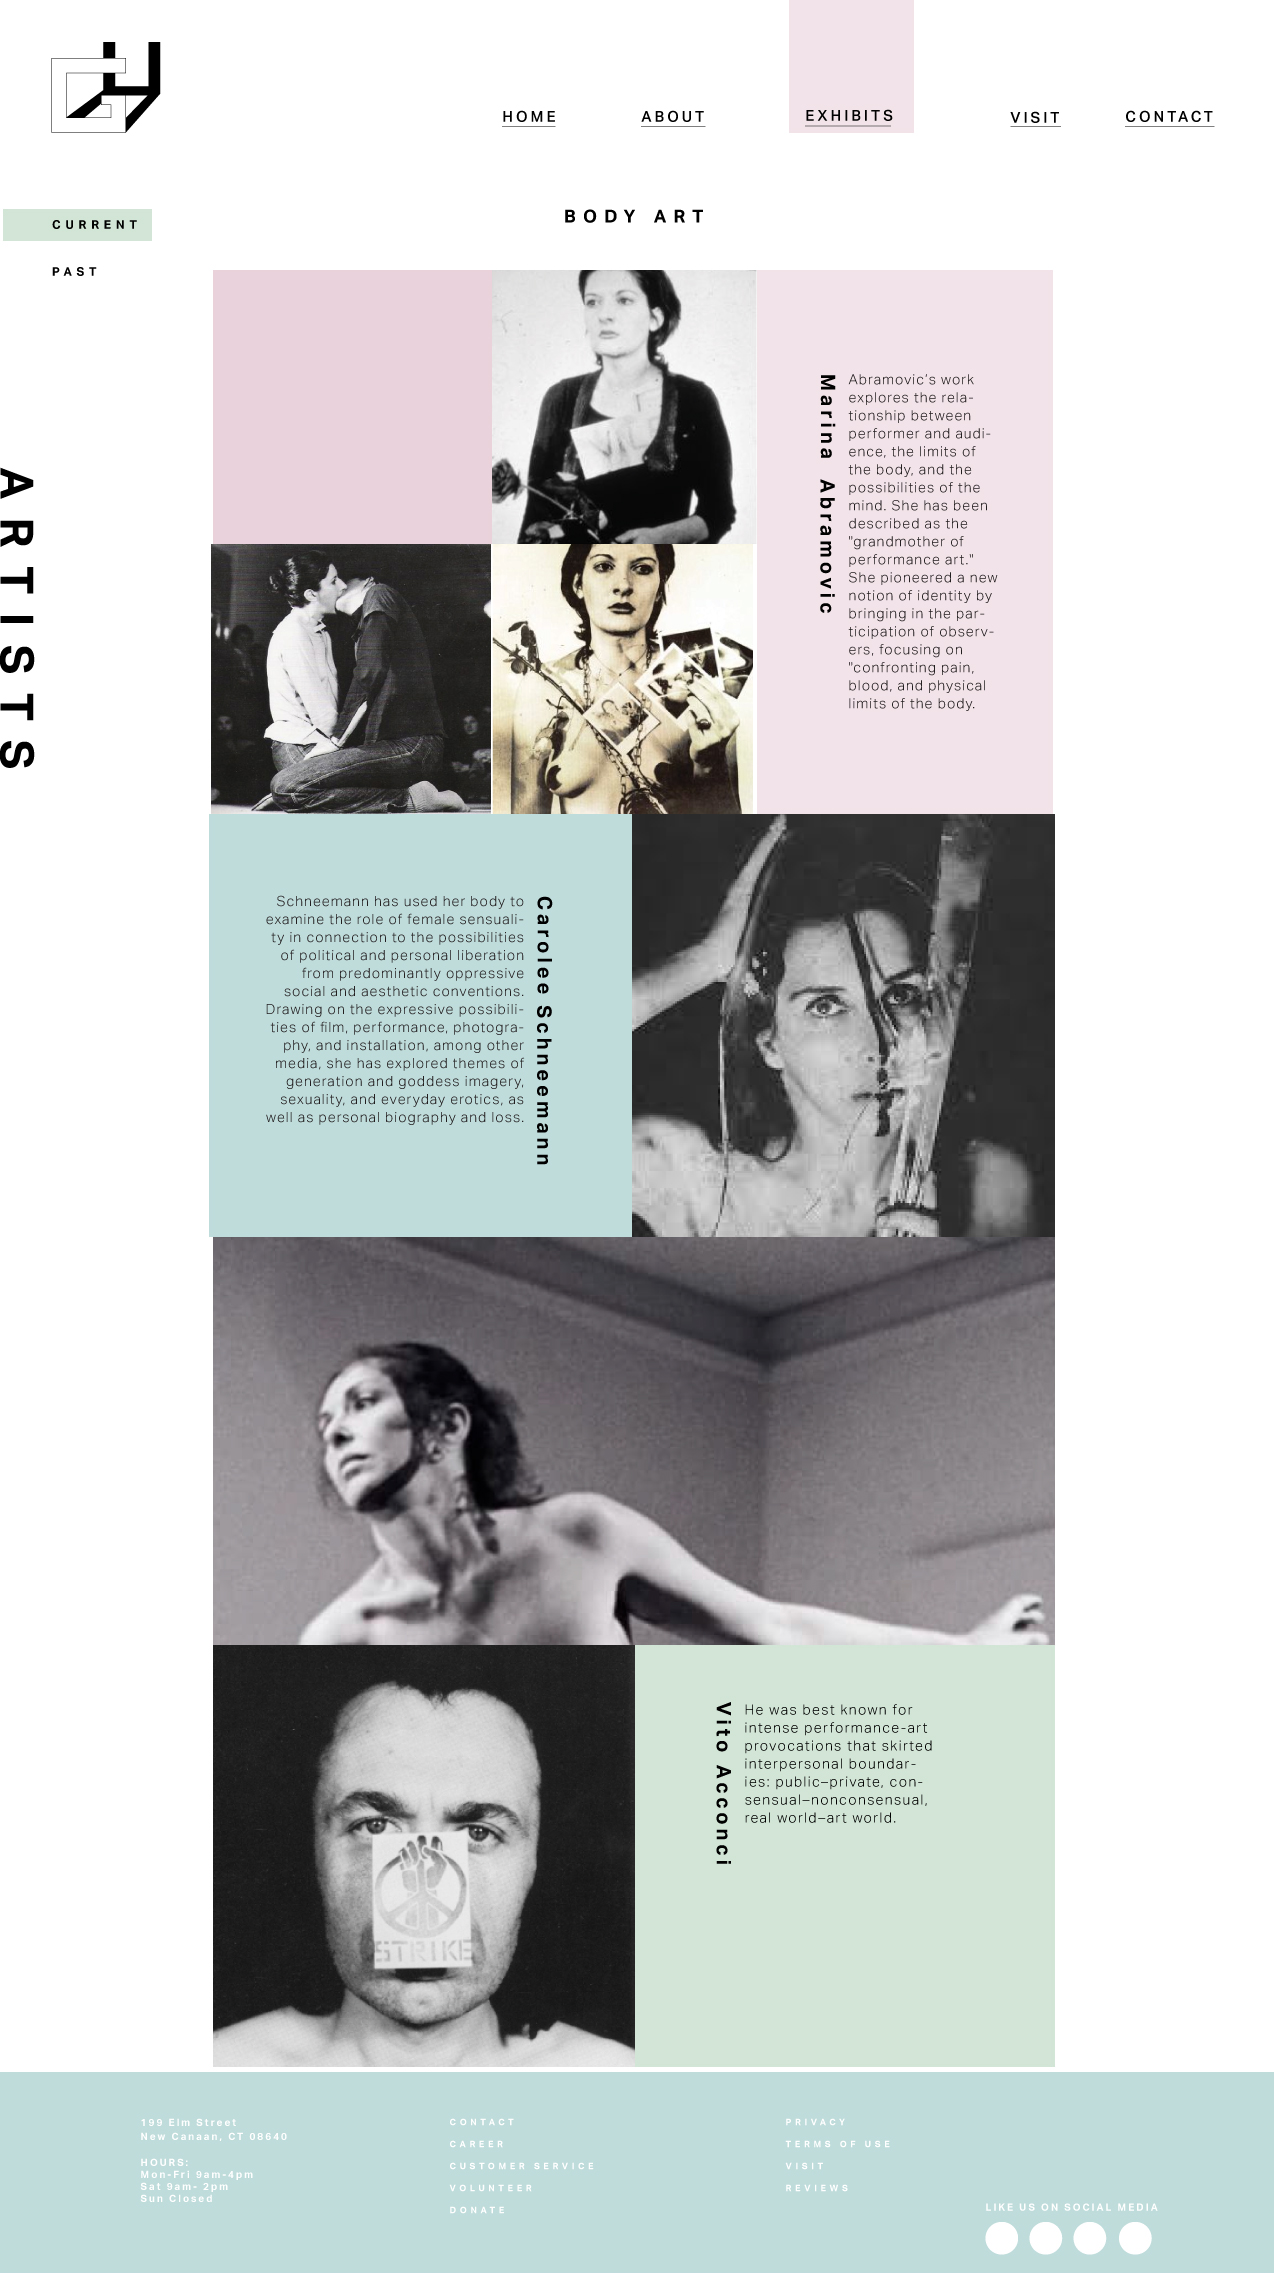 HOME
ABOUT
EXHIBITS
VISIT
CONTACT
CURRENT
PAST
BODY ART
ARTISTS
Marina Abramovic
Abramovic's work
explores the rela-
tionship between
performer and audi-
ence, the limits of
the body, and the
possibilities of the
mind. She has been
described as the
"grandmother of
performance art."
She pioneered a new
notion of identity by
bringing in the par-
ticipation of observ-
ers, focusing on
"confronting pain,
blood, and physical
limits of the body.
Schneemann has used her body to
examine the role of female sensuali-
ty in connection to the possibilities
of political and personal liberation
from predominantly oppressive
social and aesthetic conventions.
Drawing on the expressive possibili-
ties of film, performance, photogra-
phy, and installation, among other
media, she has explored themes of
generation and goddess imagery,
sexuality, and everyday erotics, as
well as personal biography and loss.
Carolee Schneemann
STRIKE
Vito Acconci
He was best known for
intense performance-art
provocations that skirted
interpersonal boundar-
ies: public–private, con-
sensual–nonconsensual,
real world–art world.
199 Elm Street
New Canaan, CT 08640
HOURS:
Mon-Fri 9am-4pm
Sat 9am- 2pm
Sun Closed
CONTACT
CAREER
CUSTOMER SERVICE
VOLUNTEER
DONATE
PRIVACY
TERMS OF USE
VISIT
REVIEWS
LIKE US ON SOCIAL MEDIA